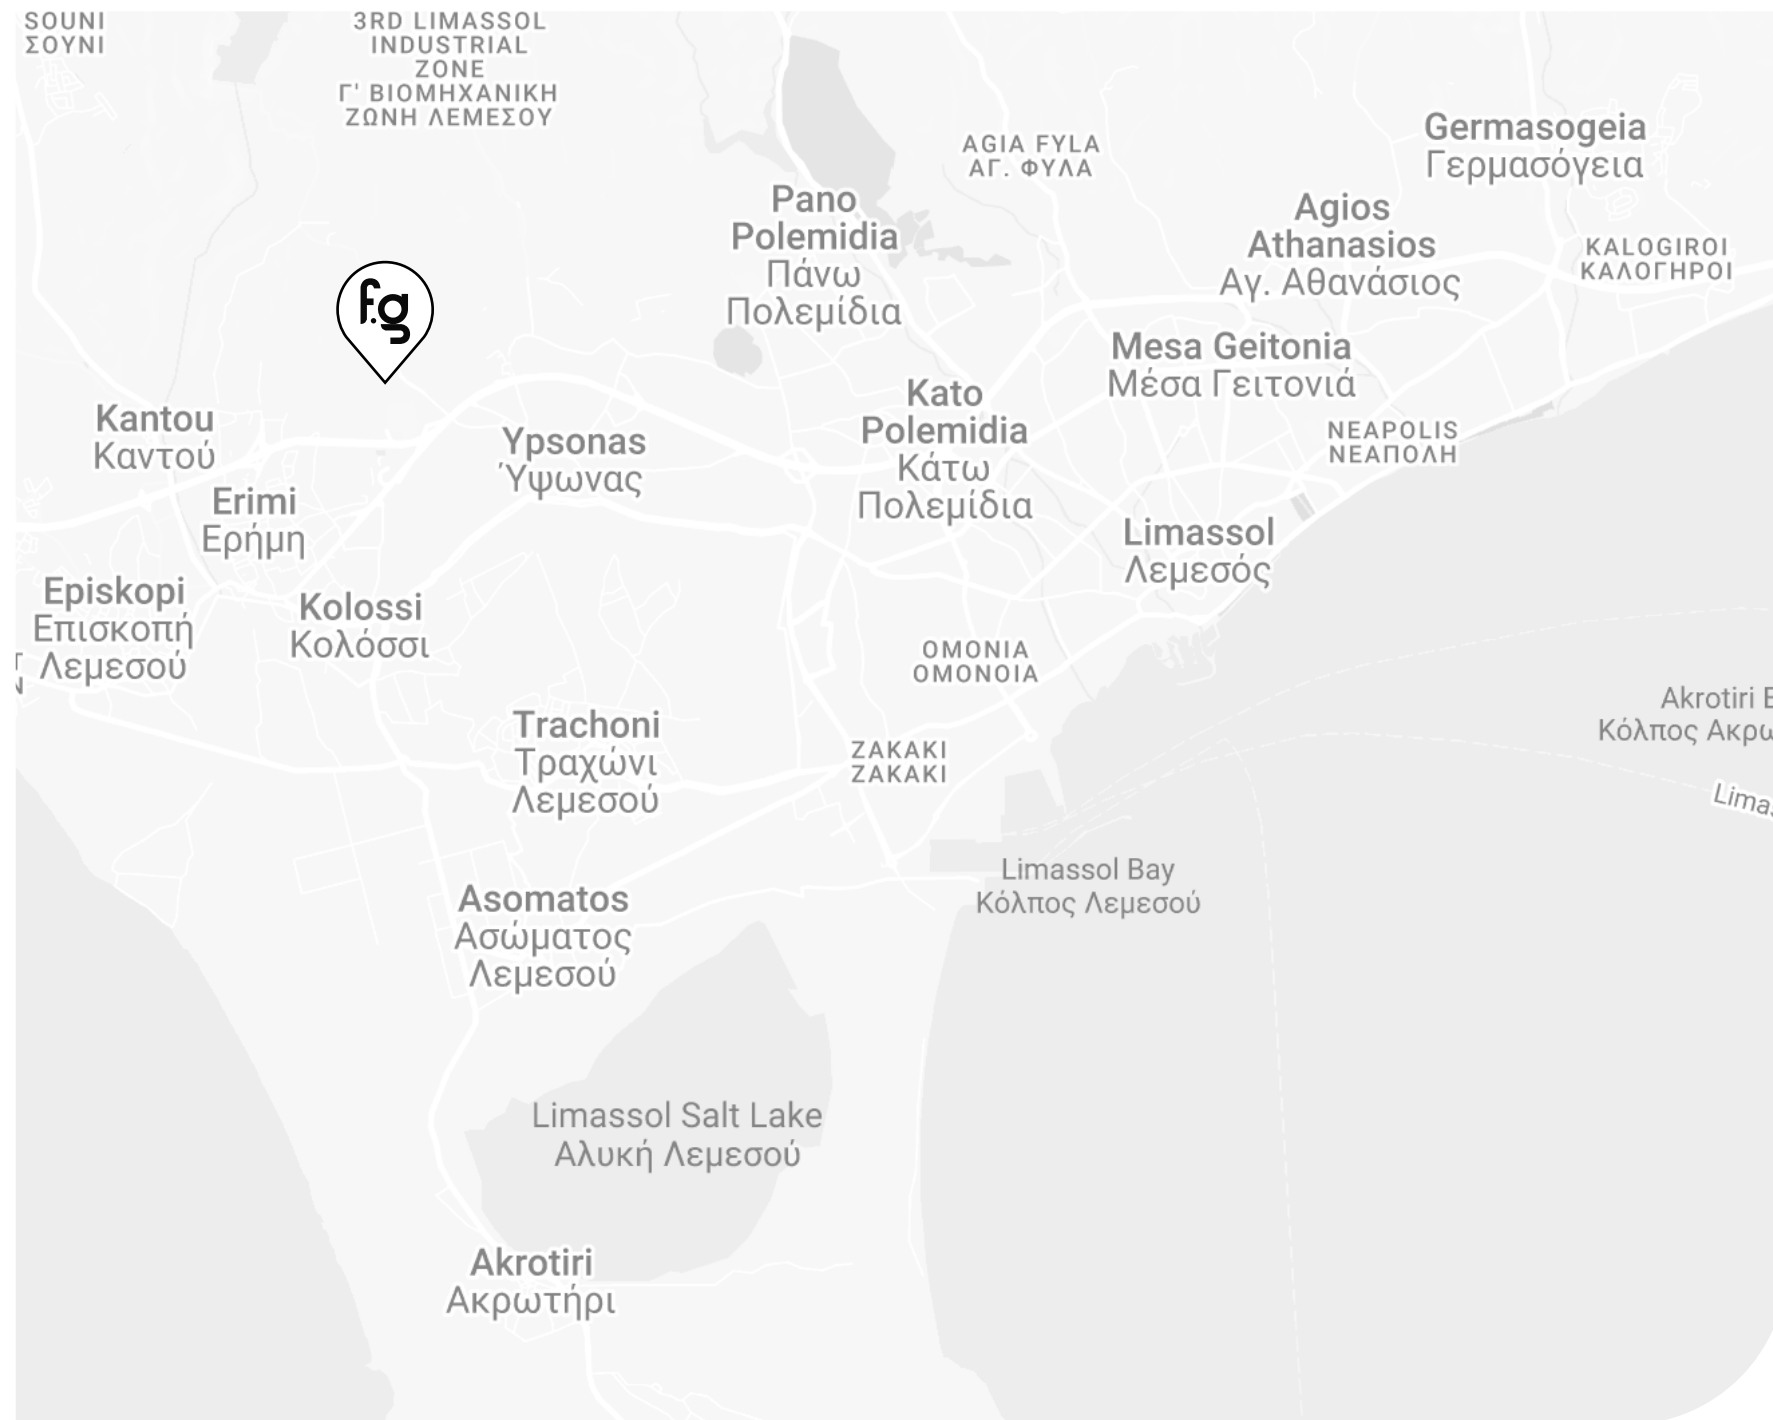 SOUNI
ΣΟΥΝΙ
3RD LIMASSOL
INDUSTRIAL
ZONE
Γ' ΒΙΟΜΗΧΑΝΙΚΗ
ΖΩΝΗ ΛΕΜΕΣΟΥ
Germasogeia
Γερμασόγεια
AGIA FYLA
ΑΓ. ΦΥΛΑ
Pano
Polemidia
Πάνω
Πολεμίδια
Agios
Athanasios
Αγ. Αθανάσιος
KALOGIROI
ΚΑΛΟΓΗΡΟΙ
f.g
Mesa Geitonia
Μέσα Γειτονιά
Kato
Polemidia
Κάτω
Πολεμίδια
Kantou
Καντού
Ypsonas
Ύψωνας
NEAPOLIS
ΝΕΑΠΟΛΗ
Erimi
Ερήμη
Limassol
Λεμεσός
Episkopi
Επισκοπή
Λεμεσού
Kolossi
Κολόσσι
OMONIA
ΟΜΟΝΟΙΑ
Akrotiri
Κόλπος
Trachoni
Τραχώνι
Λεμεσού
ZAKAKI
ΖΑΚΑΚΙ
Limassol Bay
Κόλπος Λεμεσού
Asomatos
Ασώματος
Λεμεσού
Limassol Salt Lake
Αλυκή Λεμεσού
Akrotiri
Ακρωτήρι